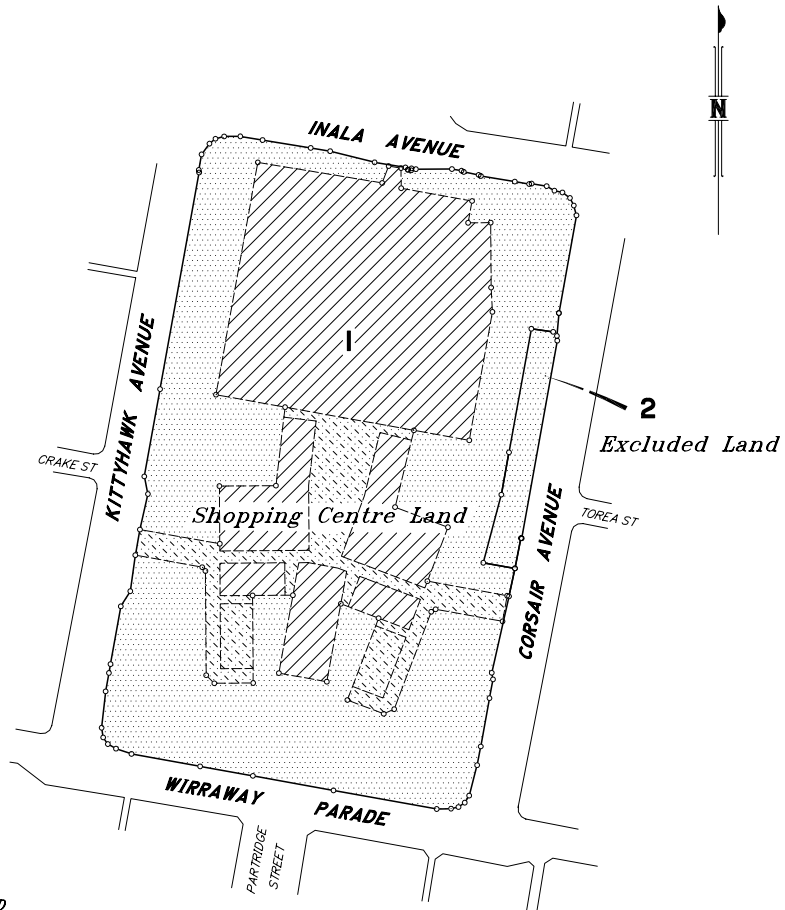 N
INALA AVENUE
KITTYHAWK AVENUE
1
2
Excluded Land
CRAKE ST
Shopping Centre Land
CORSAIR AVENUE
TOREA ST
WIRRAWAY PARADE
PARTRIDGE
STREET